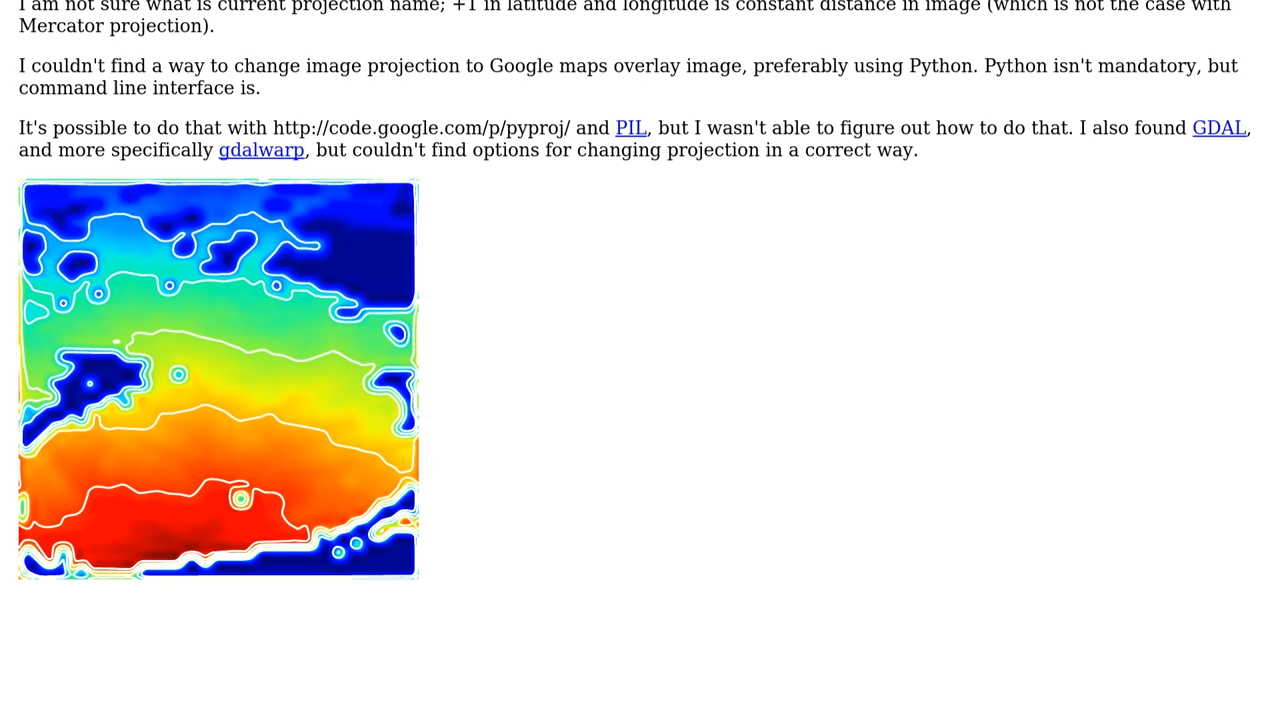 I am not sure what is current projection name; +1 in latitude and longitude is constant distance in image (which is not the case with
Mercator projection).
I couldn't find a way to change image projection to Google maps overlay image, preferably using Python. Python isn't mandatory, but
command line interface is.
It's possible to do that with http://code.google.com/p/pyproj/ and PIL, but I wasn't able to figure out how to do that. I also found GDAL,
and more specifically gdalwarp, but couldn't find options for changing projection in a correct way.